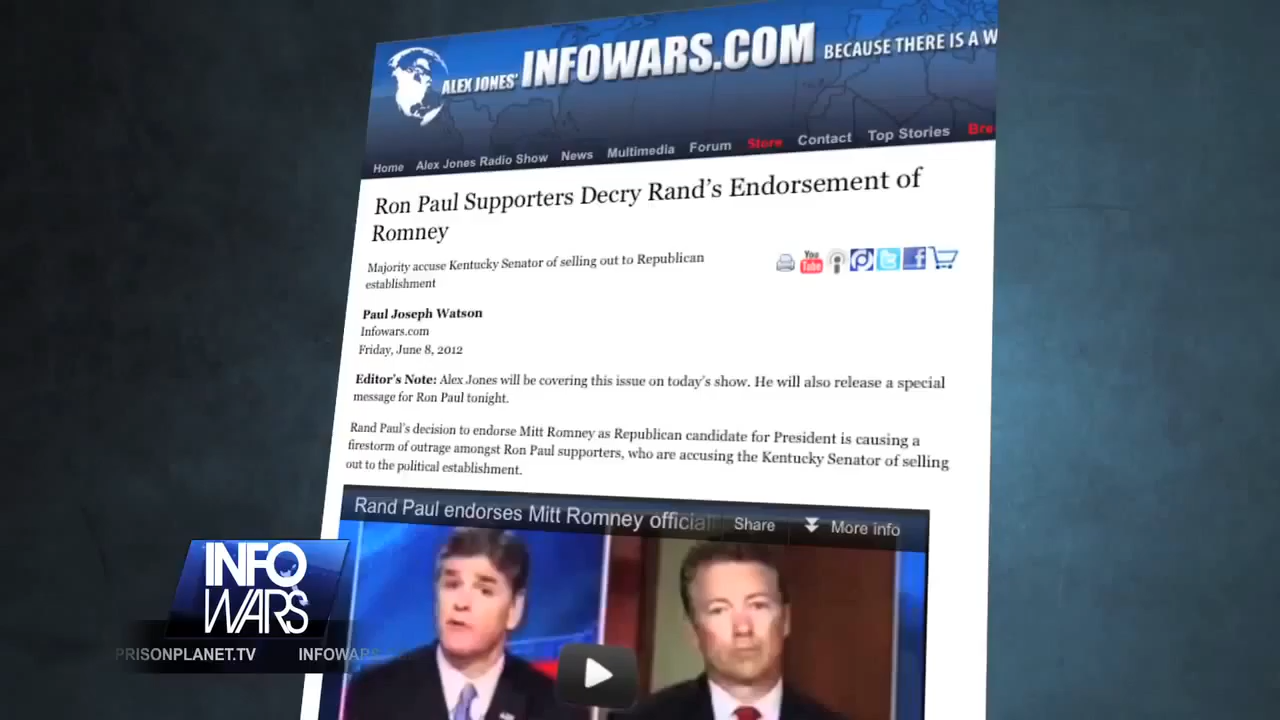 ALEX JONES' INFOWARS.COM BECAUSE THERE IS A W
Home Alex Jones Radio Show News Multimedia Forum Store Contact Top Stories Bre
Ron Paul Supporters Decry Rand's Endorsement of
Romney
Majority accuse Kentucky Senator of selling out to Republican
establishment
You
Tube
Paul Joseph Watson
Infowars.com
Friday, June 8, 2012
Editor's Note: Alex Jones will be covering this issue on today's show. He will also release a special
message for Ron Paul tonight.
Rand Paul's decision to endorse Mitt Romney as Republican candidate for President is causing a
firestorm of outrage amongst Ron Paul supporters, who are accusing the Kentucky Senator of selling
out to the political establishment.
Rand Paul endorses Mitt Romney official Share More info
INFO
WARS
PRISONPLANET.TV INFOWARS